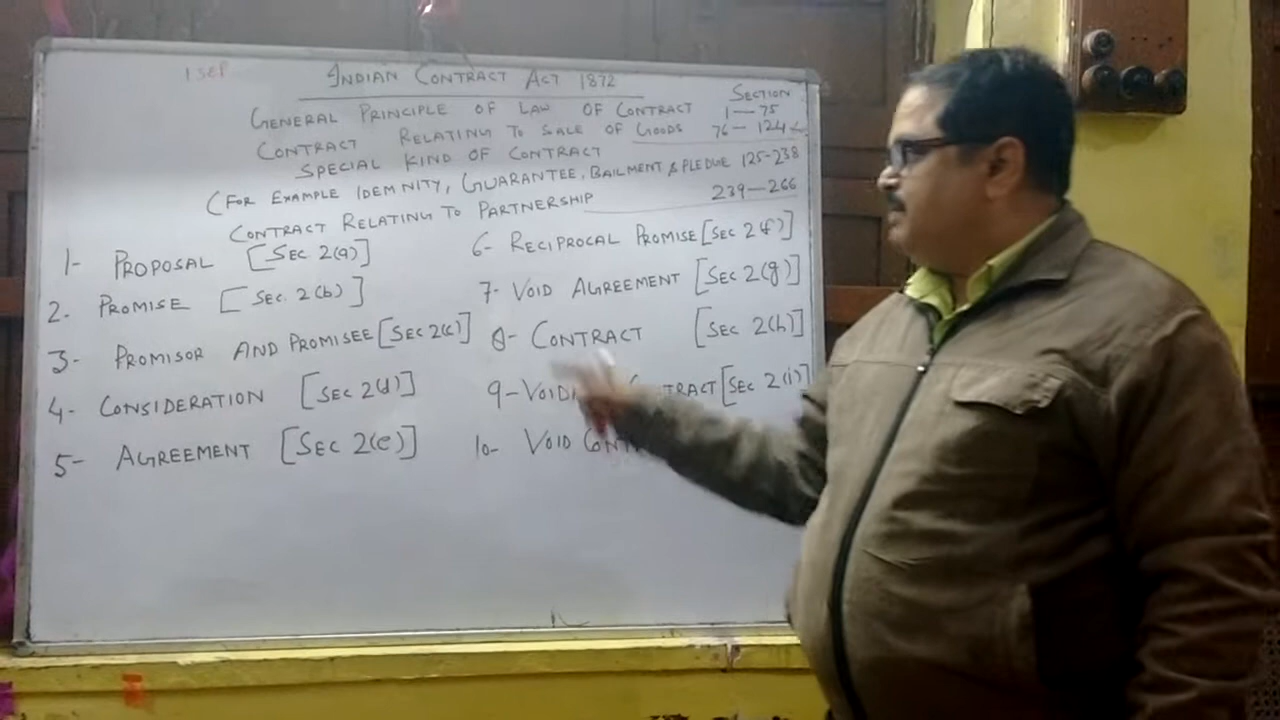 1 SEP
INDIAN CONTRACT ACT 1872
SECTION
GENERAL PRINCIPLE OF LAW OF CONTRACT 1 — 75
CONTRACT RELATING TO SALE OF GOODS 76 — 124
SPECIAL KIND OF CONTRACT
(FOR EXAMPLE IDEMNITY, GUARANTEE, BAILMENT & PLEDGE 125-238
CONTRACT RELATING TO PARTNERSHIP 239 — 266
1- PROPOSAL [SEC 2(a)]
2. PROMISE [SEC. 2(b)]
3- PROMISOR AND PROMISEE [SEC 2(c)]
4- CONSIDERATION [SEC 2(d)]
5- AGREEMENT [SEC 2(e)]
6- RECIPROCAL PROMISE [SEC 2(f)]
7- VOID AGREEMENT [SEC 2(g)]
8- CONTRACT [SEC 2(h)]
9- CONTRACT [SEC 2(i)]
10- VOID